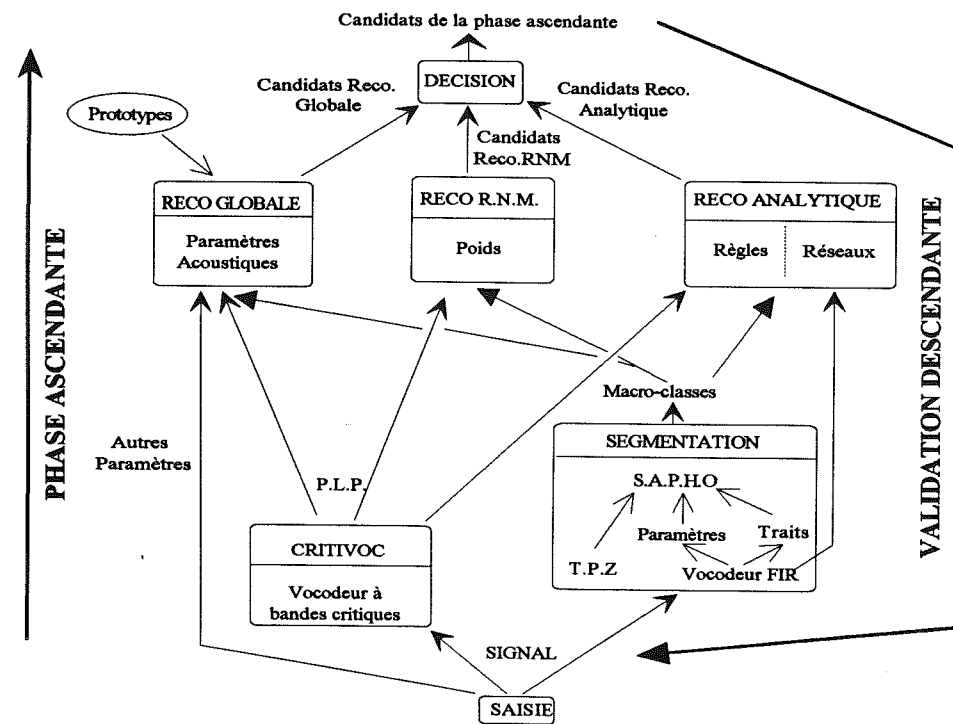 Candidats de la phase ascendante
DECISION
Candidats Reco.
Globale
Candidats Reco.
Analytique
Prototypes
Candidats
Reco.RNM
RECO GLOBALE
Paramètres
Acoustiques
RECO R.N.M.
Poids
RECO ANALYTIQUE
Règles
Réseaux
PHASE ASCENDANTE
VALIDATION DESCENDANTE
Macro-classes
Autres
Paramètres
SEGMENTATION
S.A.P.H.O
P.L.P.
Paramètres
Traits
T.P.Z
Vocodeur FIR
CRITIVOC
Vocodeur à
bandes critiques
SIGNAL
SAISIE